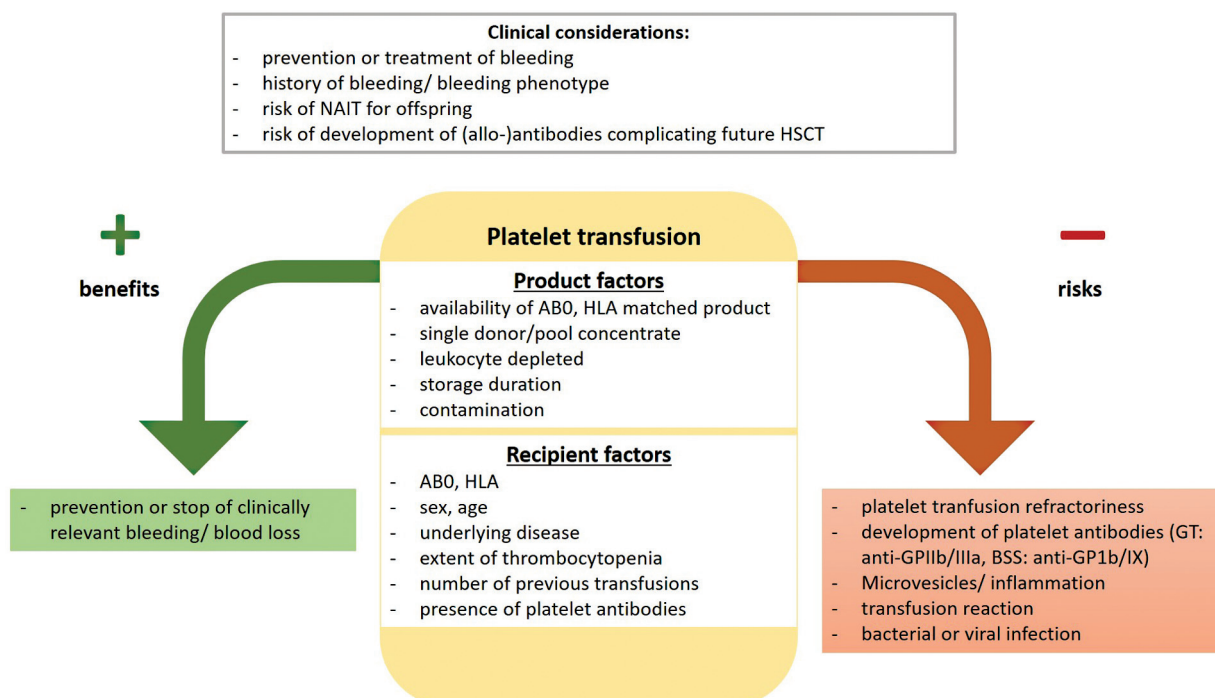 Clinical considerations:
- prevention or treatment of bleeding
- history of bleeding/ bleeding phenotype
- risk of NAIT for offspring
- risk of development of (allo-)antibodies complicating future HSCT
+
benefits
Platelet transfusion
Product factors
- availability of AB0, HLA matched product
- single donor/pool concentrate
- leukocyte depleted
- storage duration
- contamination
Recipient factors
- AB0, HLA
- sex, age
- underlying disease
- extent of thrombocytopenia
- number of previous transfusions
- presence of platelet antibodies
–
risks
- prevention or stop of clinically
relevant bleeding/ blood loss
- platelet tranfusion refractoriness
- development of platelet antibodies (GT:
anti-GPIIb/IIIa, BSS: anti-GP1b/IX)
- Microvesicles/ inflammation
- transfusion reaction
- bacterial or viral infection